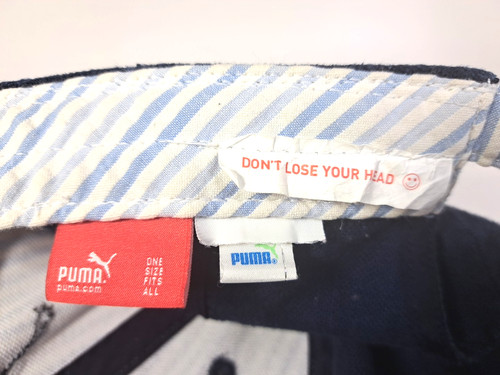 DON'T LOSE YOUR HEAD
PUMA®
puma.com
ONE
SIZE
FITS
ALL
PUMA®